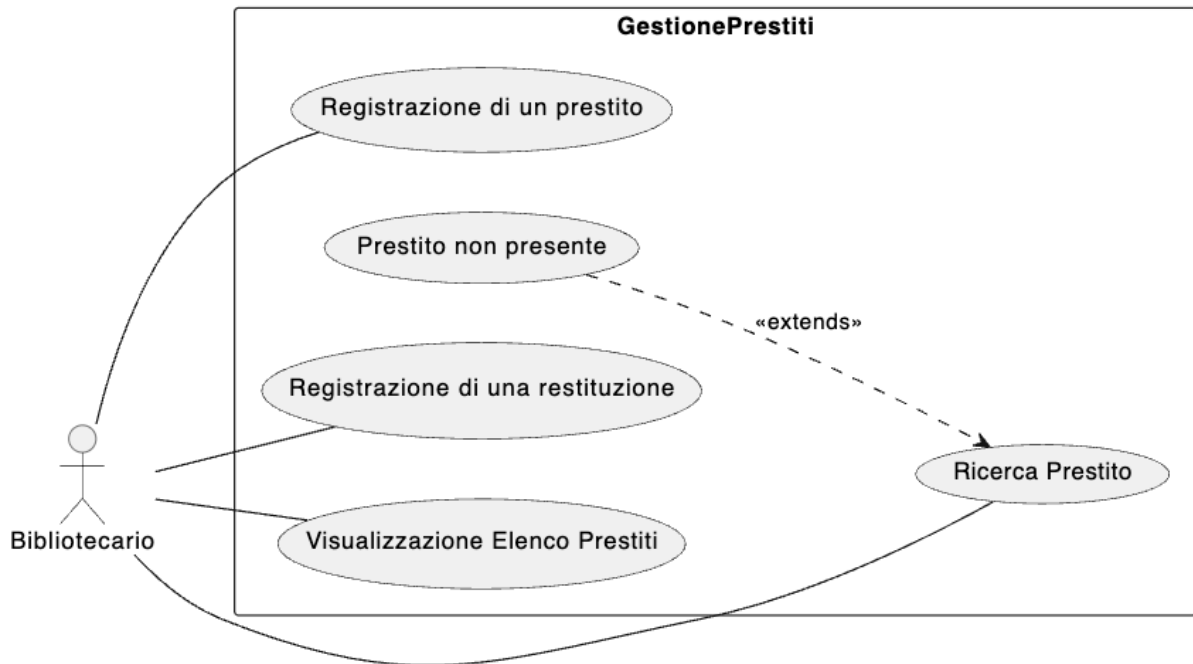 GestionePrestiti
Registrazione di un prestito
Prestito non presente
«extends»
Registrazione di una restituzione
Ricerca Prestito
Bibliotecario
Visualizzazione Elenco Prestiti